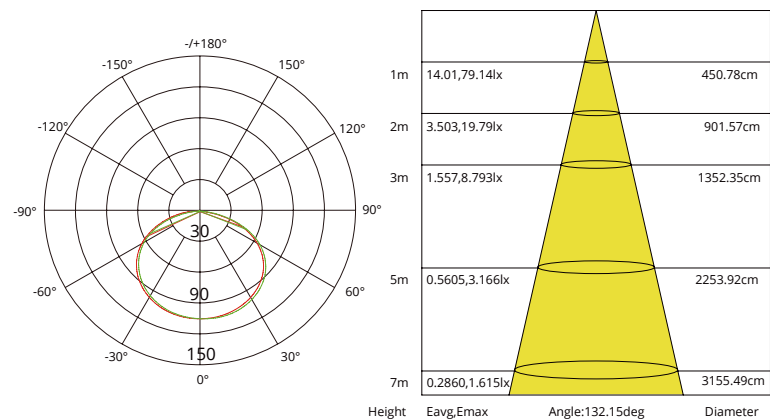 -/+180°
-150° 150°
-120° 120°
-90° 90°
-60° 60°
-30° 30°
0°
30
90
150
1m 14.01,79.14lx 450.78cm
2m 3.503,19.79lx 901.57cm
3m 1.557,8.793lx 1352.35cm
5m 0.5605,3.166lx 2253.92cm
7m 0.2860,1.615lx 3155.49cm
Height Eavg,Emax Angle:132.15deg Diameter